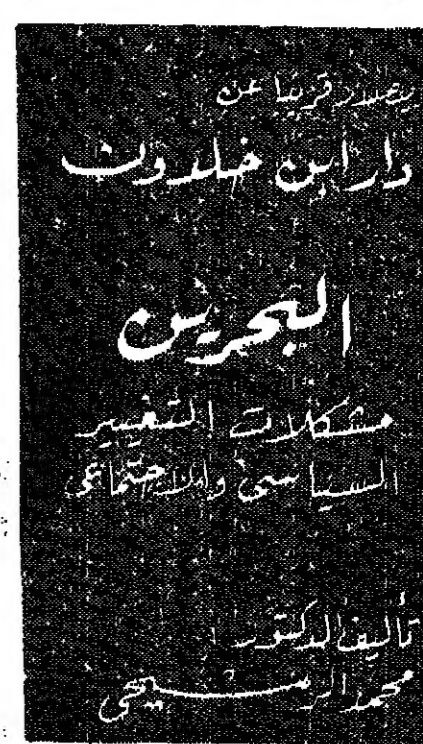 يصدر قريبا عن
دار ابن خلدون
البحرين
مشكلات التغيير
السياسي والاجتماعي
تأليف الدكتور
محمد الرميحي